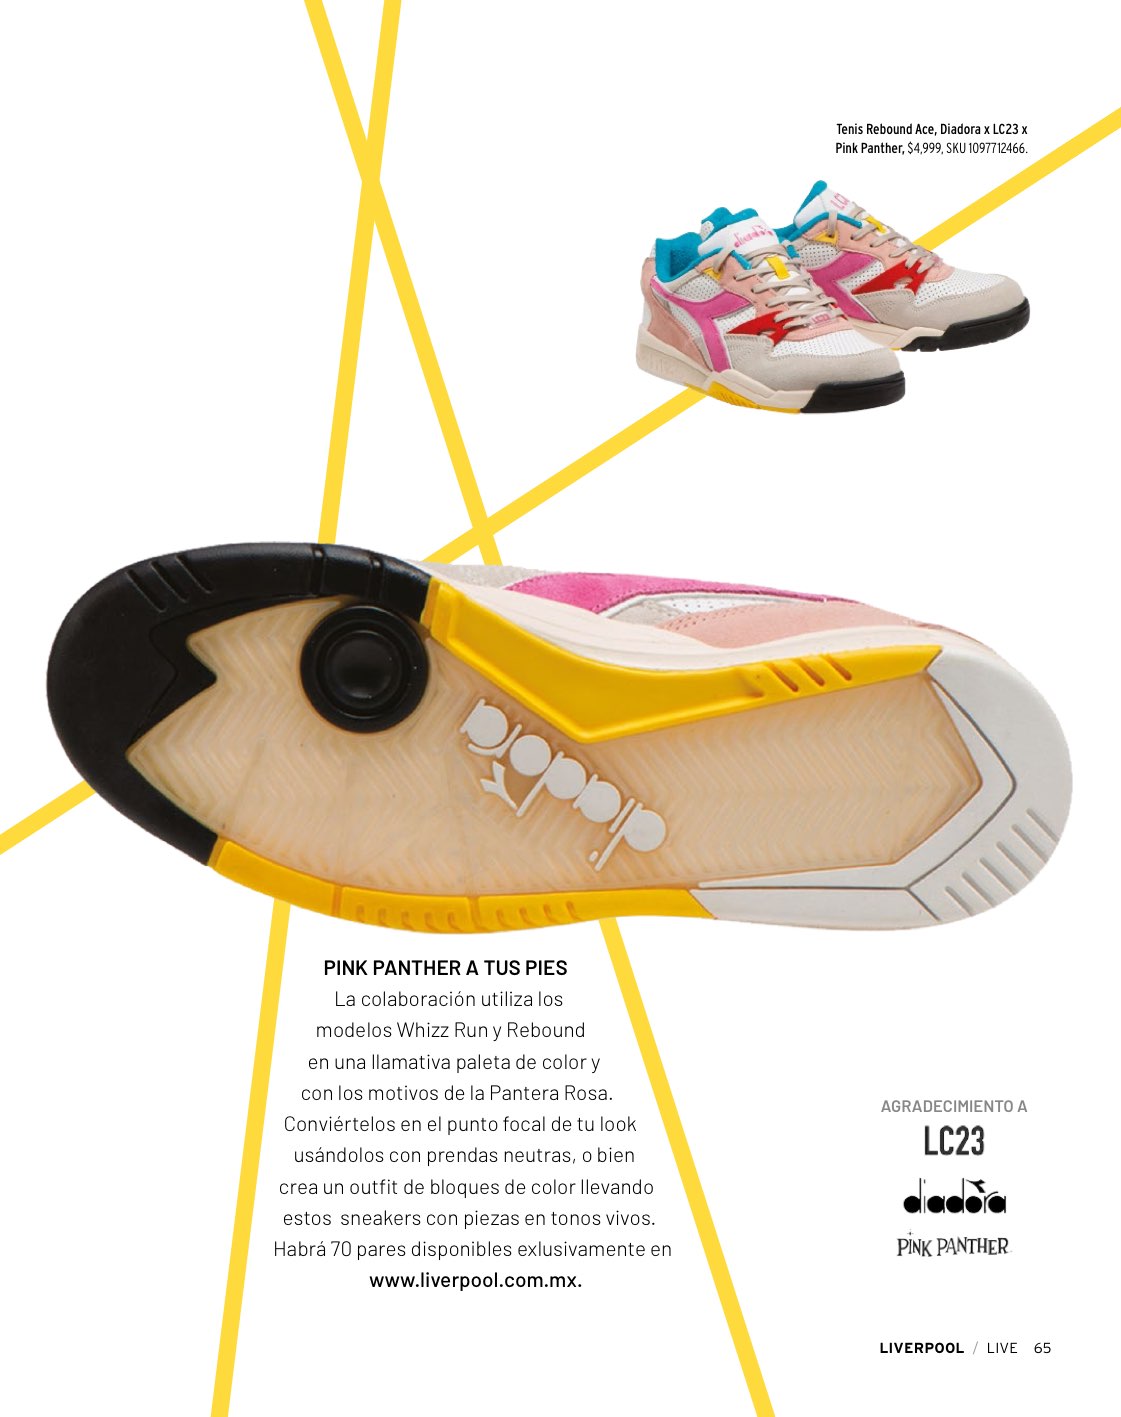 Tenis Rebound Ace, Diadora x LC23 x
Pink Panther, $4,999, SKU 1097712466.
LC23
diadora
LC23
diadora
PINK PANTHER A TUS PIES
La colaboración utiliza los
modelos Whizz Run y Rebound
en una llamativa paleta de color y
con los motivos de la Pantera Rosa.
Conviértelos en el punto focal de tu look
usándolos con prendas neutras, o bien
crea un outfit de bloques de color llevando
estos  sneakers con piezas en tonos vivos.
Habrá 70 pares disponibles exlusivamente en
www.liverpool.com.mx.
AGRADECIMIENTO A
LC23
diadora
PINK PANTHER
LIVERPOOL / LIVE 65